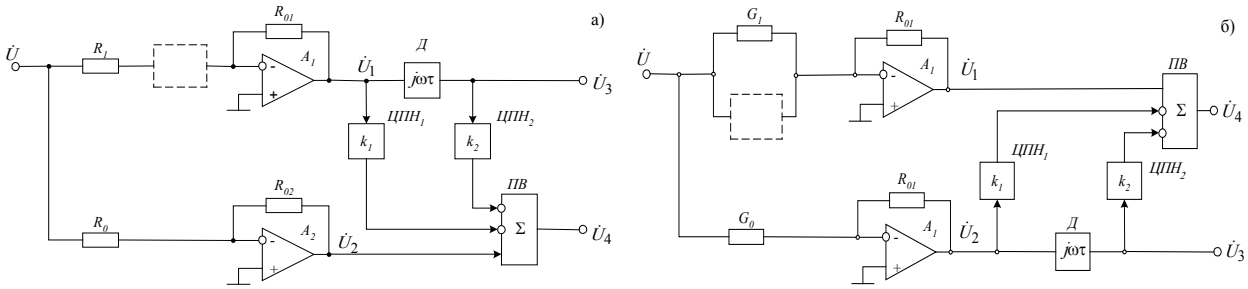 а)
R₀₁
U̇
R₁
A₁
-
+
U̇₁
Д
jωτ
U̇₃
ЦПН₁
k₁
ЦПН₂
k₂
ПВ
Σ
U̇₄
R₀₂
R₀
A₂
-
+
U̇₂
б)
G₁
R₀₁
U̇
A₁
-
+
U̇₁
ПВ
Σ
U̇₄
ЦПН₁
k₁
ЦПН₂
k₂
R₀₁
G₀
A₁
-
+
U̇₂
Д
jωτ
U̇₃